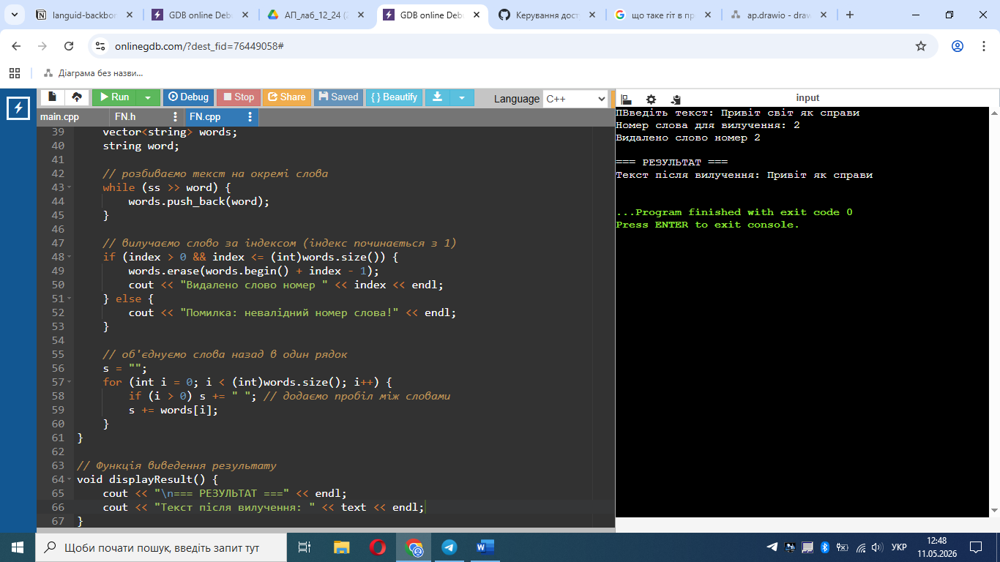 languid-backbor
GDB online Deb
АП_лаб_12_24 (
GDB online Deb
Керування дост
що таке гіт в пр
ap.drawio - draw
onlinegdb.com/?dest_fid=76449058#
Діаграма без назви...
Run
Debug
Stop
Share
Saved
{ } Beautify
Language C++
input
main.cpp
FN.h
FN.cpp
39 vector<string> words;
40 string word;
41
42 // розбиваємо текст на окремі слова
43 while (ss >> word) {
44 words.push_back(word);
45 }
46
47 // вилучаємо слово за індексом (індекс починається з 1)
48 if (index > 0 && index <= (int)words.size()) {
49 words.erase(words.begin() + index - 1);
50 cout << "Видалено слово номер " << index << endl;
51 } else {
52 cout << "Помилка: невалідний номер слова!" << endl;
53 }
54
55 // об'єднуємо слова назад в один рядок
56 s = "";
57 for (int i = 0; i < (int)words.size(); i++) {
58 if (i > 0) s += " "; // додаємо пробіл між словами
59 s += words[i];
60 }
61 }
62
63 // Функція виведення результату
64 void displayResult() {
65 cout << "\n=== РЕЗУЛЬТАТ ===" << endl;
66 cout << "Текст після вилучення: " << text << endl;
67 }
ПВведіть текст: Привіт світ як справи
Номер слова для вилучення: 2
Видалено слово номер 2
=== РЕЗУЛЬТАТ ===
Текст після вилучення: Привіт як справи
...Program finished with exit code 0
Press ENTER to exit console.
Щоби почати пошук, введіть запит тут
УКР
12:48
11.05.2026